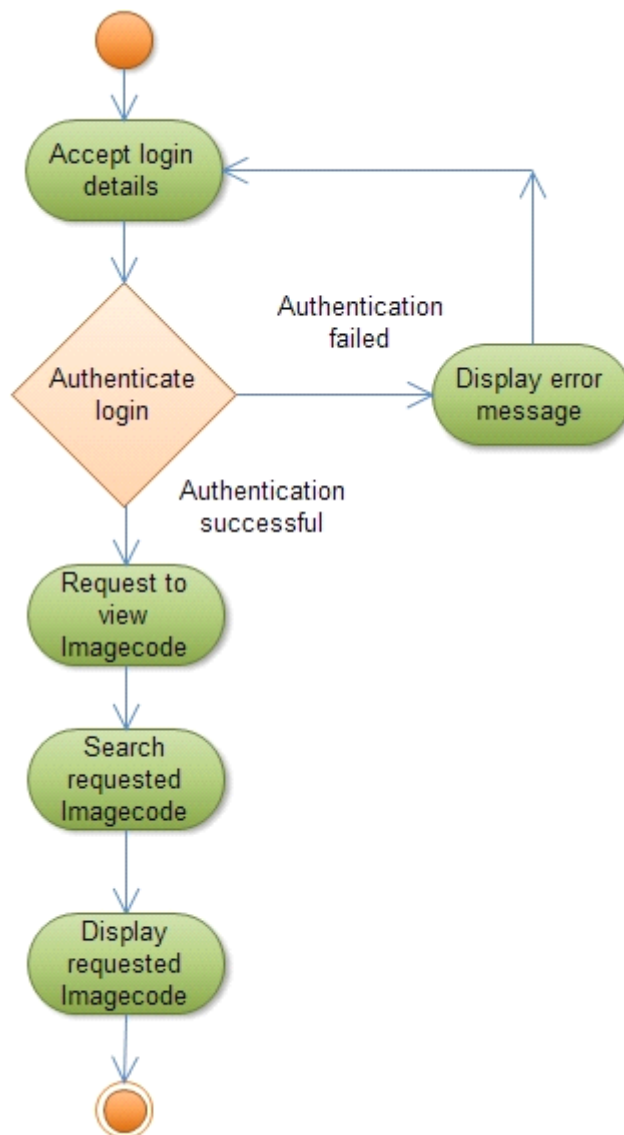 Accept login
details
Authentication
failed
Authenticate
login
Display error
message
Authentication
successful
Request to
view
Imagecode
Search
requested
Imagecode
Display
requested
Imagecode